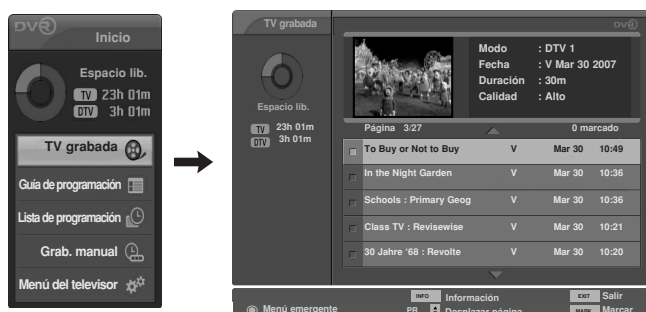 DVR
Inicio
Espacio lib.
TV 23h 01m
DTV 3h 01m
TV grabada
Guía de programación
Lista de programación
Grab. manual
Menú del televisor
TV grabada
DVR
Espacio lib.
TV 23h 01m
DTV 3h 01m
Modo : DTV 1
Fecha : V Mar 30 2007
Duración : 30m
Calidad : Alto
Página 3/27 0 marcado
To Buy or Not to Buy V Mar 30 10:49
In the Night Garden V Mar 30 10:36
Schools : Primary Geog V Mar 30 10:36
Class TV : Revisewise V Mar 30 10:21
30 Jahre '68 : Revolte V Mar 30 10:20
INFO Información EXIT Salir
Menú emergente PR Desplazar página MARK Marcar